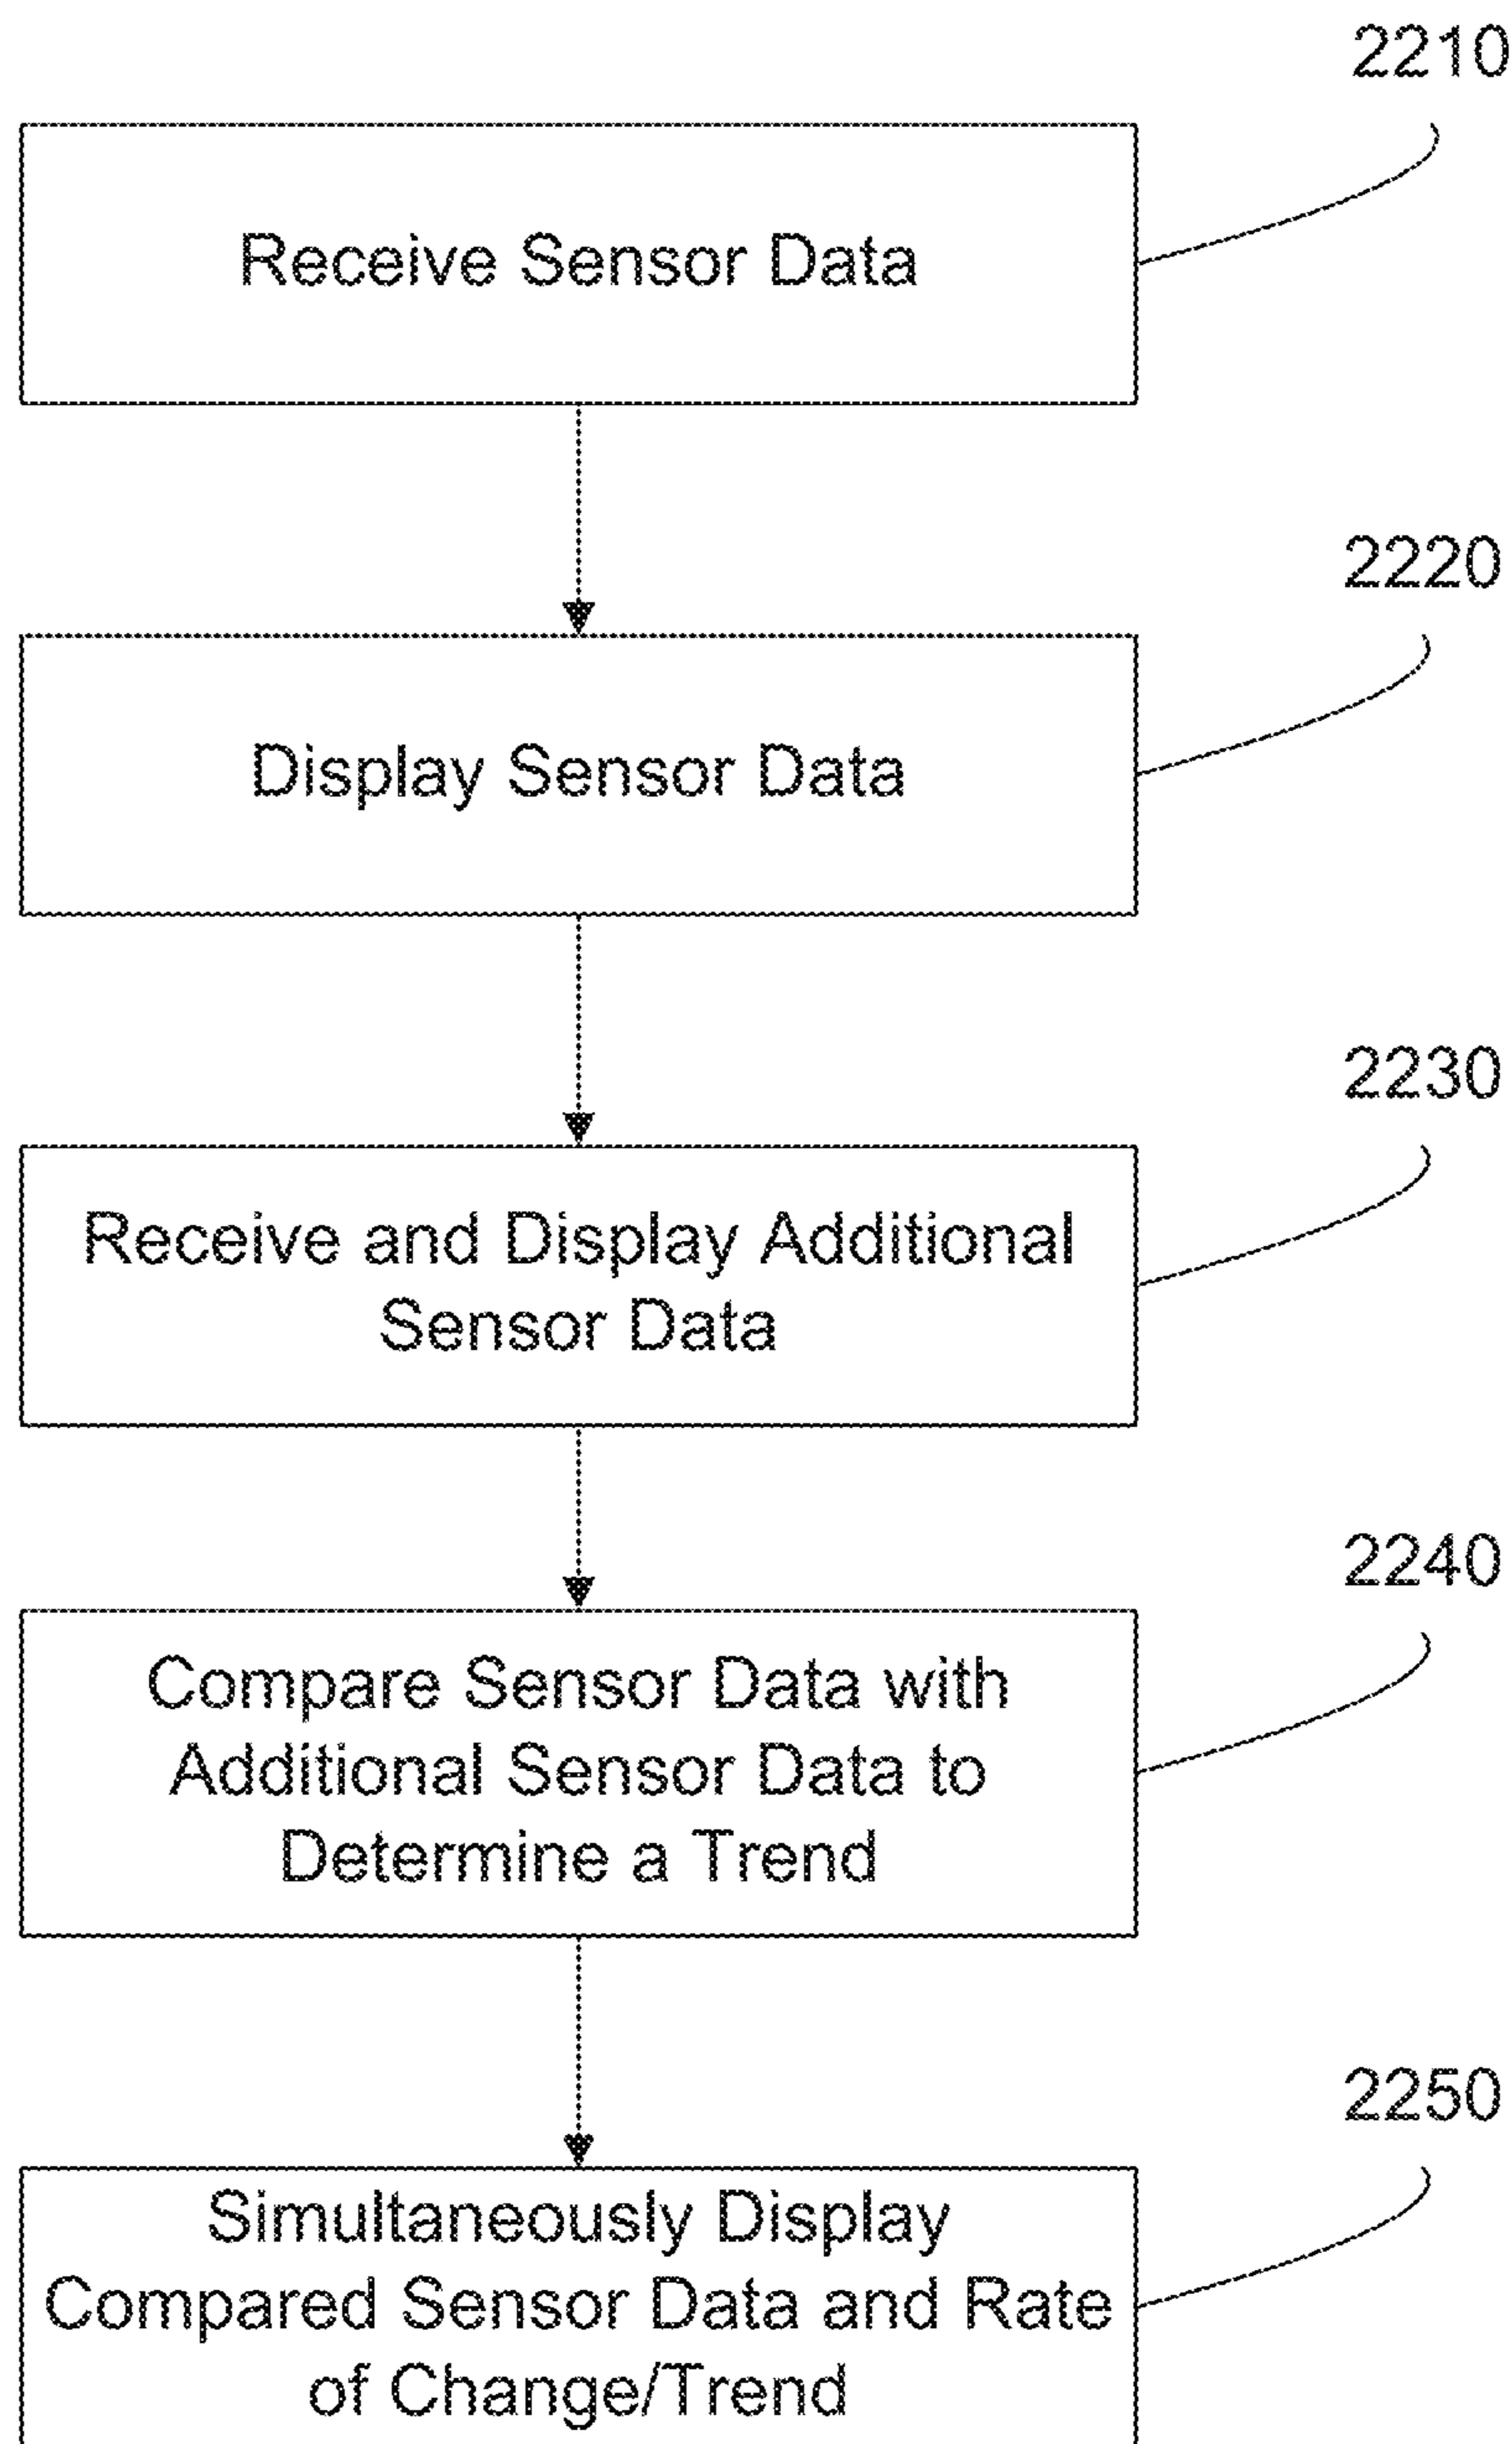 2210
Receive Sensor Data
2220
Display Sensor Data
2230
Receive and Display Additional
Sensor Data
2240
Compare Sensor Data with
Additional Sensor Data to
Determine a Trend
2250
Simultaneously Display
Compared Sensor Data and Rate
of Change/Trend